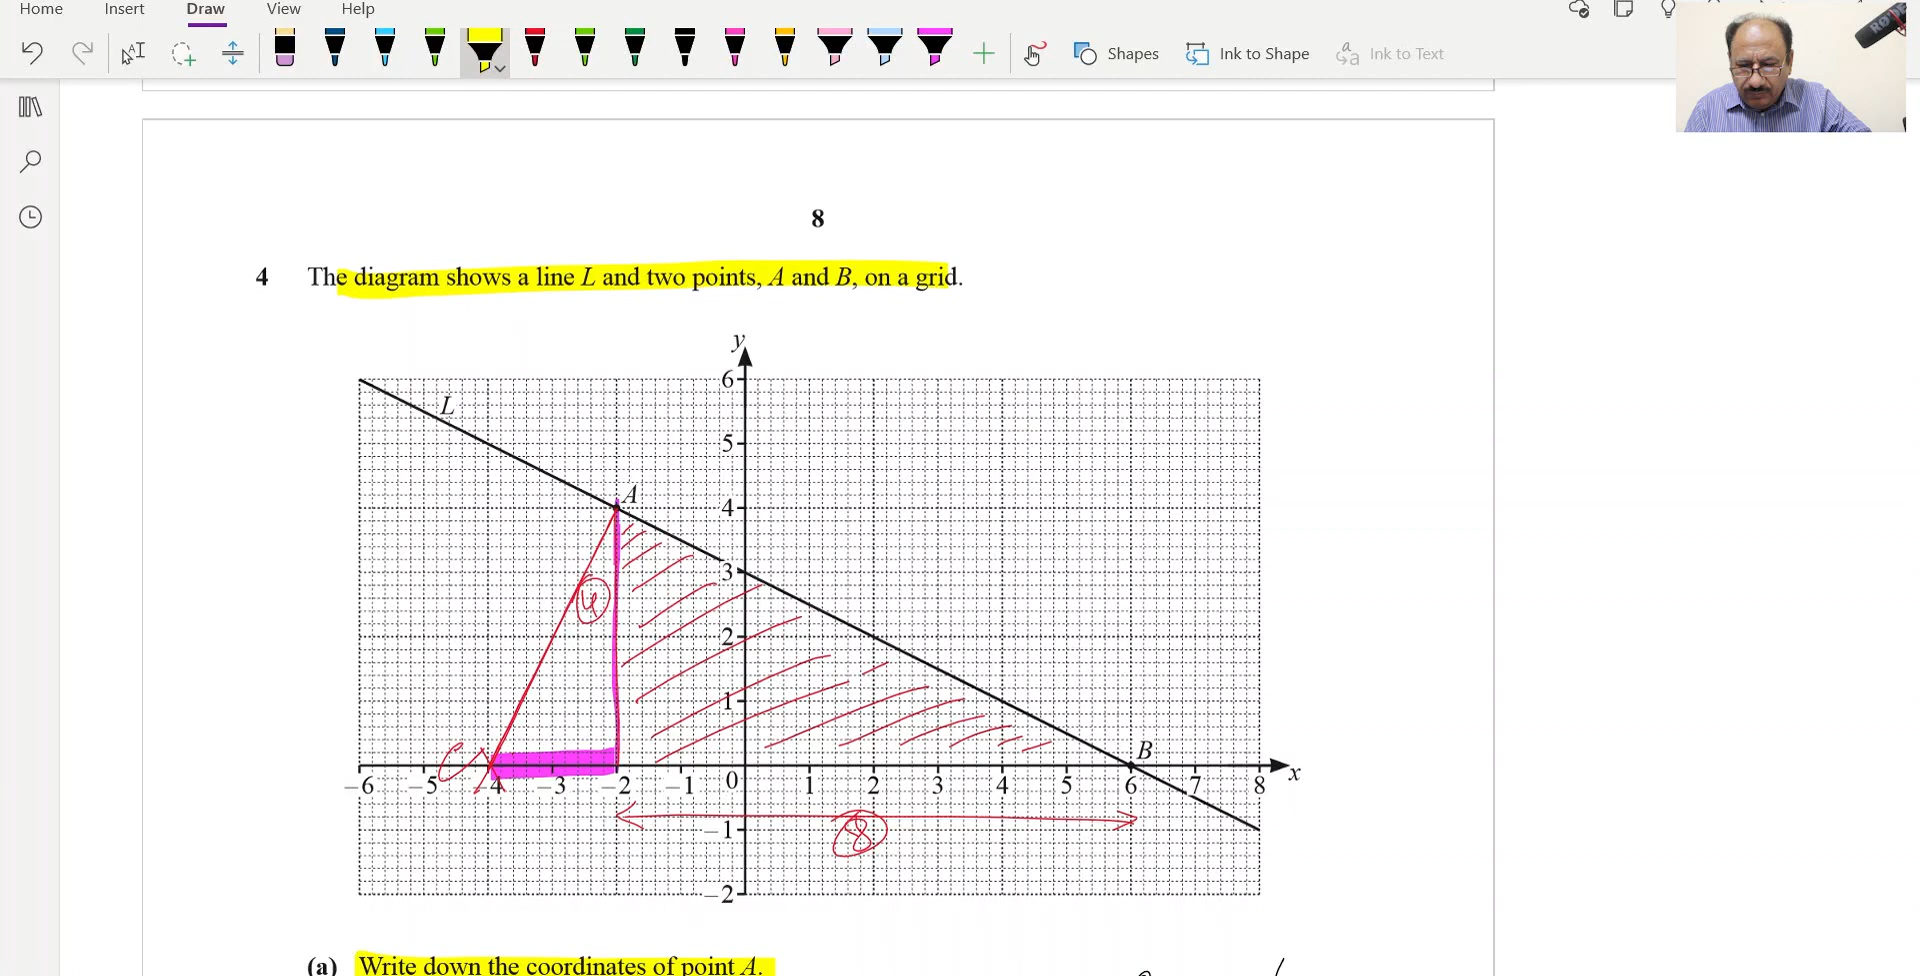 Home Insert Draw View Help
Shapes Ink to Shape Ink to Text
RØDE
8
4 The diagram shows a line L and two points, A and B, on a grid.
y
6
L
5
A
4
3
4
2
1
C
B
−6 −5 −4 −3 −2 −1 0 1 2 3 4 5 6 7 8 x
−1
8
−2
(a) Write down the coordinates of point A.